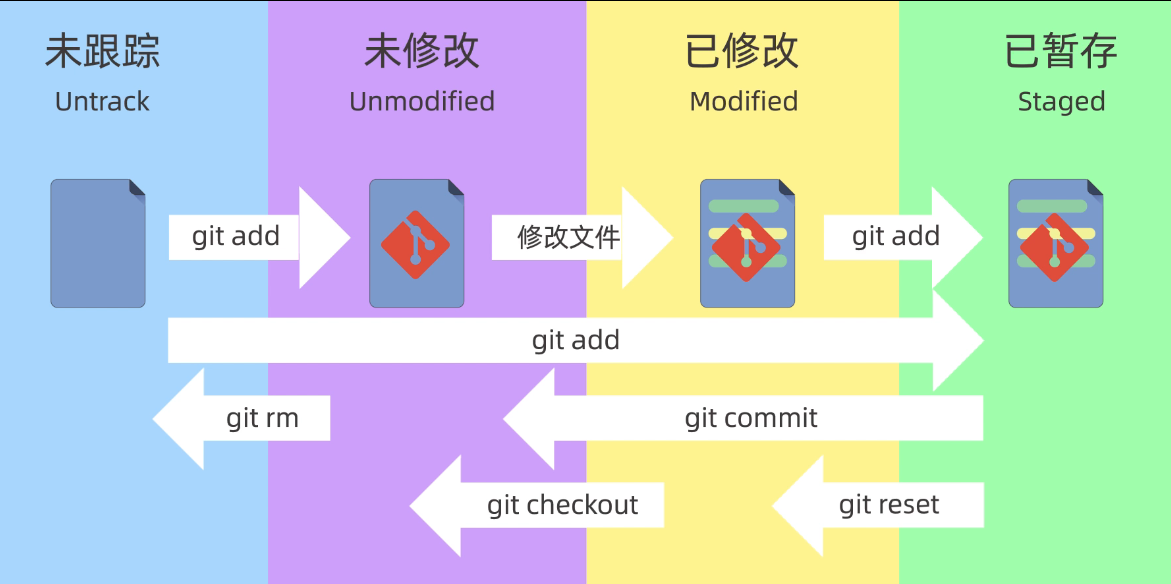 未跟踪
Untrack
未修改
Unmodified
已修改
Modified
已暂存
Staged
git add
修改文件
git add
git add
git rm
git commit
git checkout
git reset